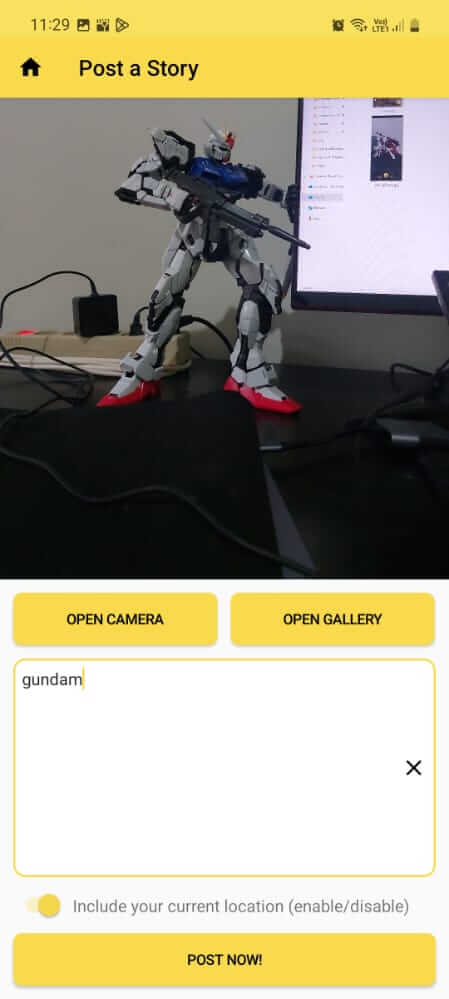 11:29
Vo)
LTE1
Post a Story
OPEN CAMERA
OPEN GALLERY
gundam
Include your current location (enable/disable)
POST NOW!